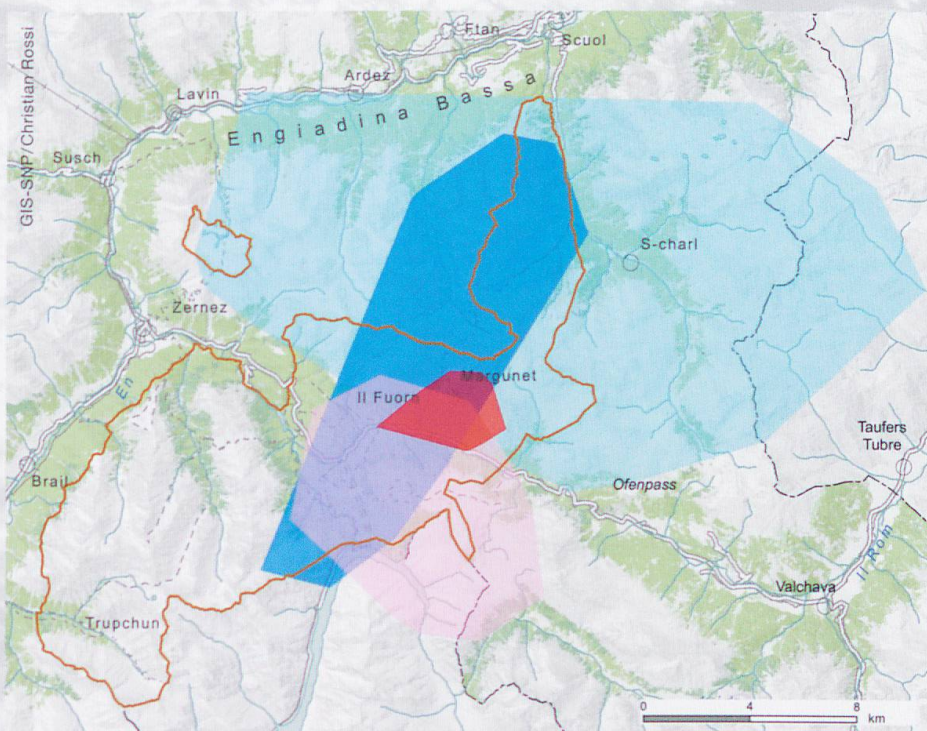 GIS-SNP/Christian Rossi
Ftan
Scuol
Ardez
Lavin
Engiadina Bassa
Susch
S-charl
Zernez
En
Margunet
Il Fuorn
Taufers
Tubre
Brail
Ofenpass
Il Rom
Valchava
Trupchun
0 4 8
km